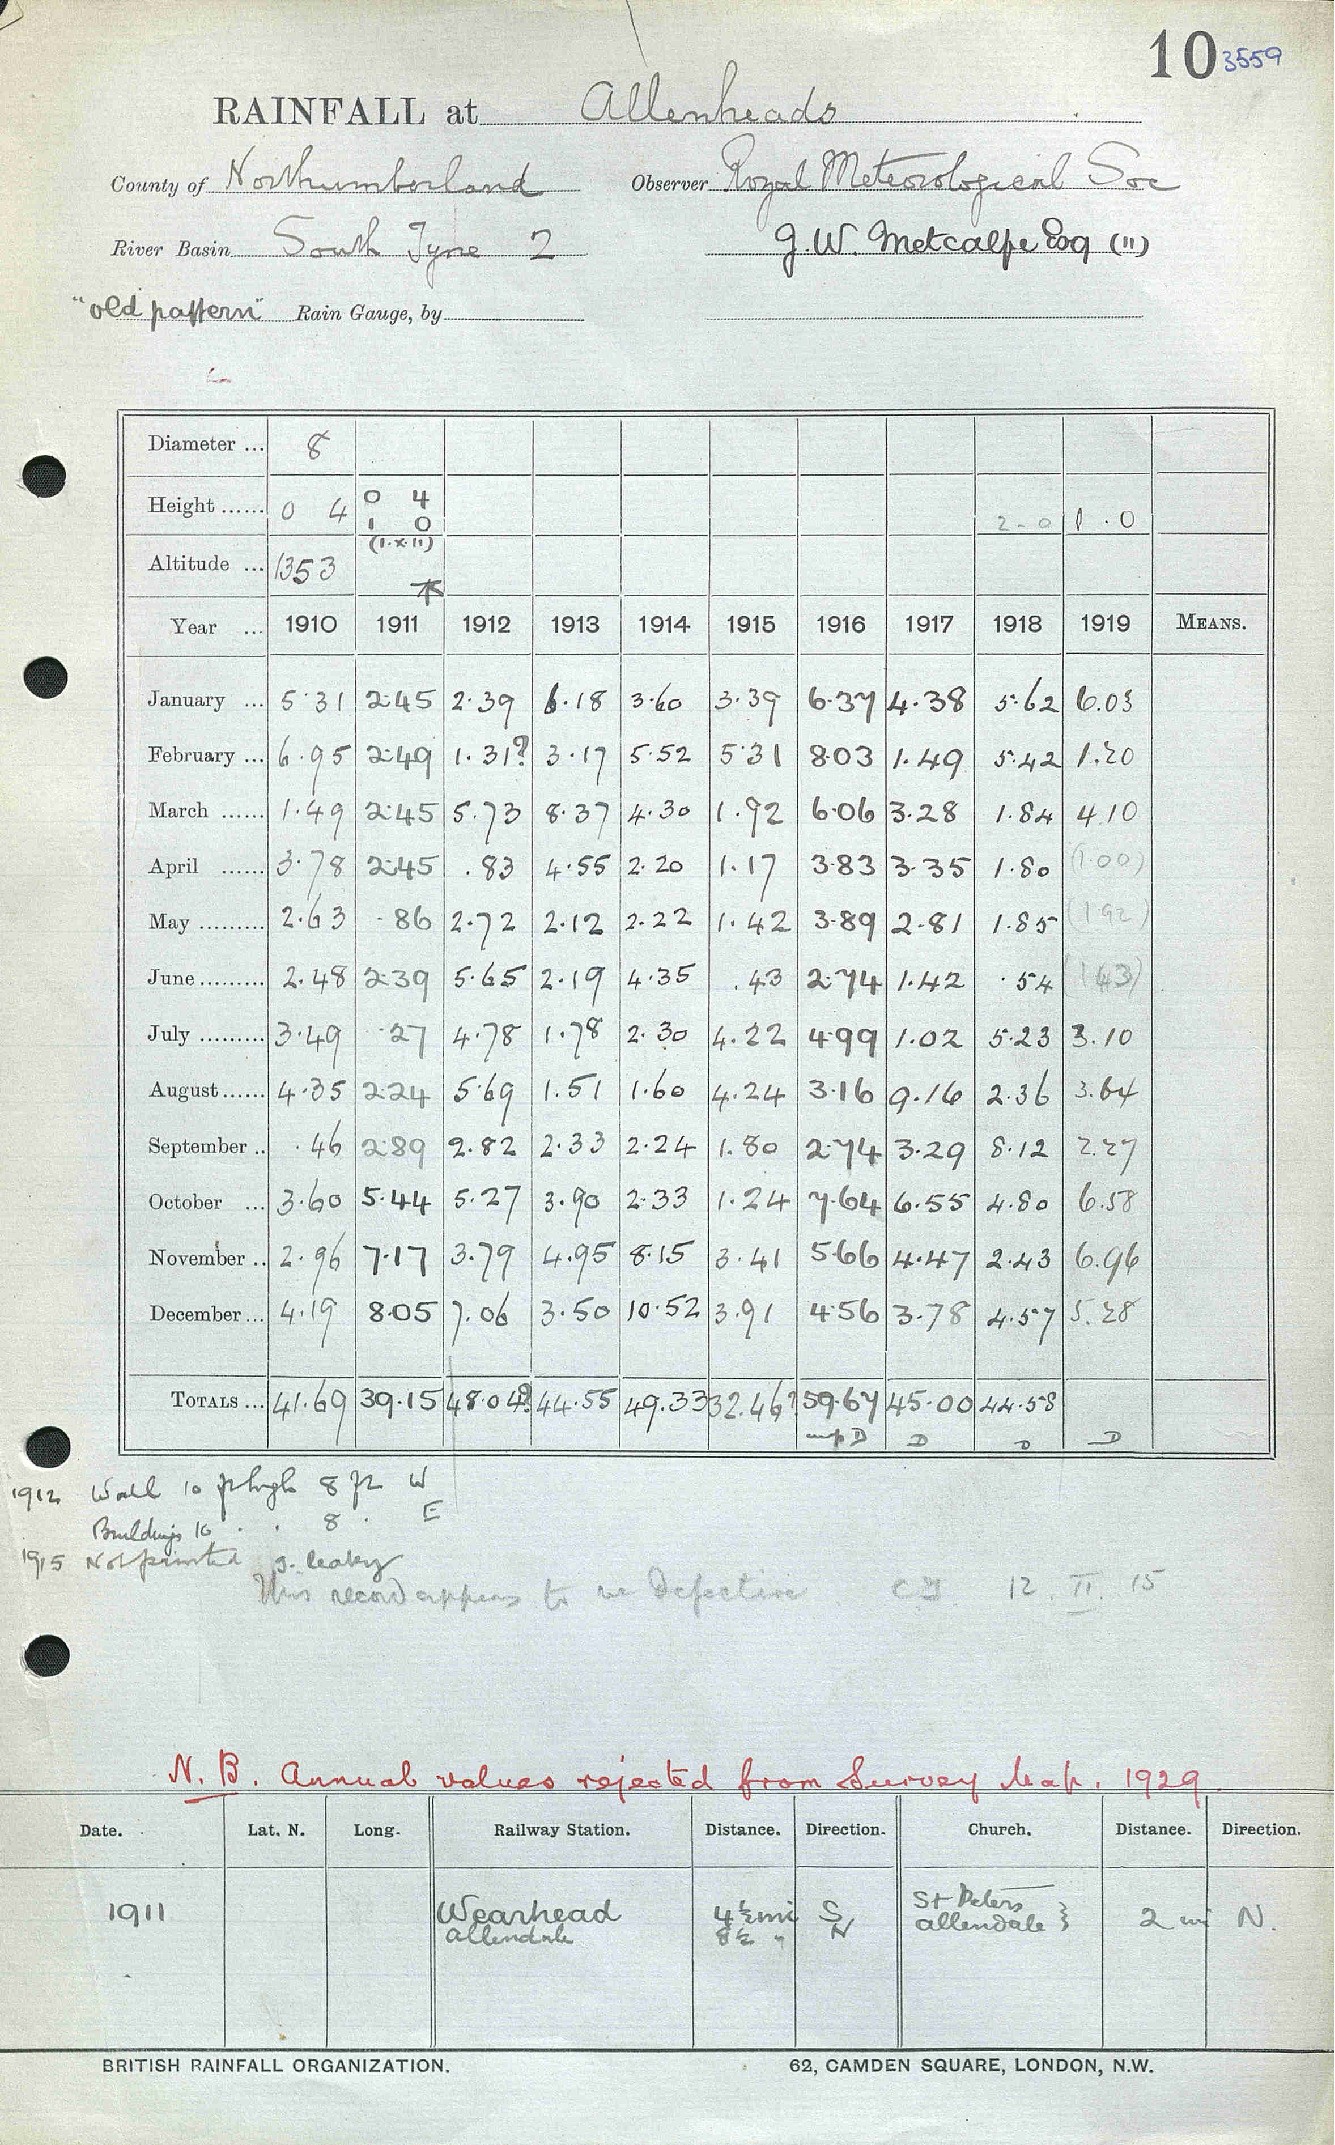 10 3559
RAINFALL at Allenheads
County of Northumberland Observer Royal Meteorological Soc
River Basin South Tyne 2 G.W. Metcalfe Esq (11)
"old pattern" Rain Gauge, by
Diameter ... 8
Height ...... 0 4 0 4 2-0 1.0
1 0
Altitude ... 1353 (1.X.11)
Year ... 1910 1911 1912 1913 1914 1915 1916 1917 1918 1919 MEANS.
January ... 5.31 2.45 2.39 6.18 3.60 3.39 6.37 4.38 5.62 6.03
February ... 6.95 2.49 1.31? 3.17 5.52 5.31 8.03 1.49 5.42 1.20
March ...... 1.49 2.45 5.73 8.37 4.30 1.92 6.06 3.28 1.84 4.10
April ...... 3.78 2.45 .83 4.55 2.20 1.17 3.83 3.35 1.80 (1.00)
May ......... 2.63 .86 2.72 2.12 2.22 1.42 3.89 2.81 1.85 (1.92)
June ......... 2.48 2.39 5.65 2.19 4.35 .43 2.74 1.42 .54 (1.43)
July ......... 3.49 .27 4.78 1.78 2.30 4.22 4.99 1.02 5.23 3.10
August ...... 4.35 2.24 5.69 1.51 1.60 4.24 3.16 9.16 2.36 3.64
September .. .46 2.89 2.82 2.33 2.24 1.80 2.74 3.29 8.12 2.27
October ... 3.60 5.44 5.27 3.90 2.33 1.24 7.64 6.55 4.80 6.58
November .. 2.96 7.17 3.79 4.95 8.15 3.41 5.66 4.47 2.43 6.96
December ... 4.19 8.05 7.06 3.50 10.52 3.91 4.56 3.78 4.57 5.28
TOTALS ... 41.69 39.15 48.04? 44.55 49.33 32.46? 59.67 45.00 44.58
D D D D
1912 Wall 10 ft high 8 ft W
Buildings 16 . . 8 . E
1915 Not printed g. leaky
This record appears to be Defective 12.II.15
N.B. Annual values rejected from Survey Map. 1929
Date. Lat. N. Long. Railway Station. Distance. Direction. Church. Distance. Direction.
1911 Wearhead 4½ mi S St Peters 2 mi N.
Allendale 8½ " N Allendale
BRITISH RAINFALL ORGANIZATION. 62, CAMDEN SQUARE, LONDON, N.W.